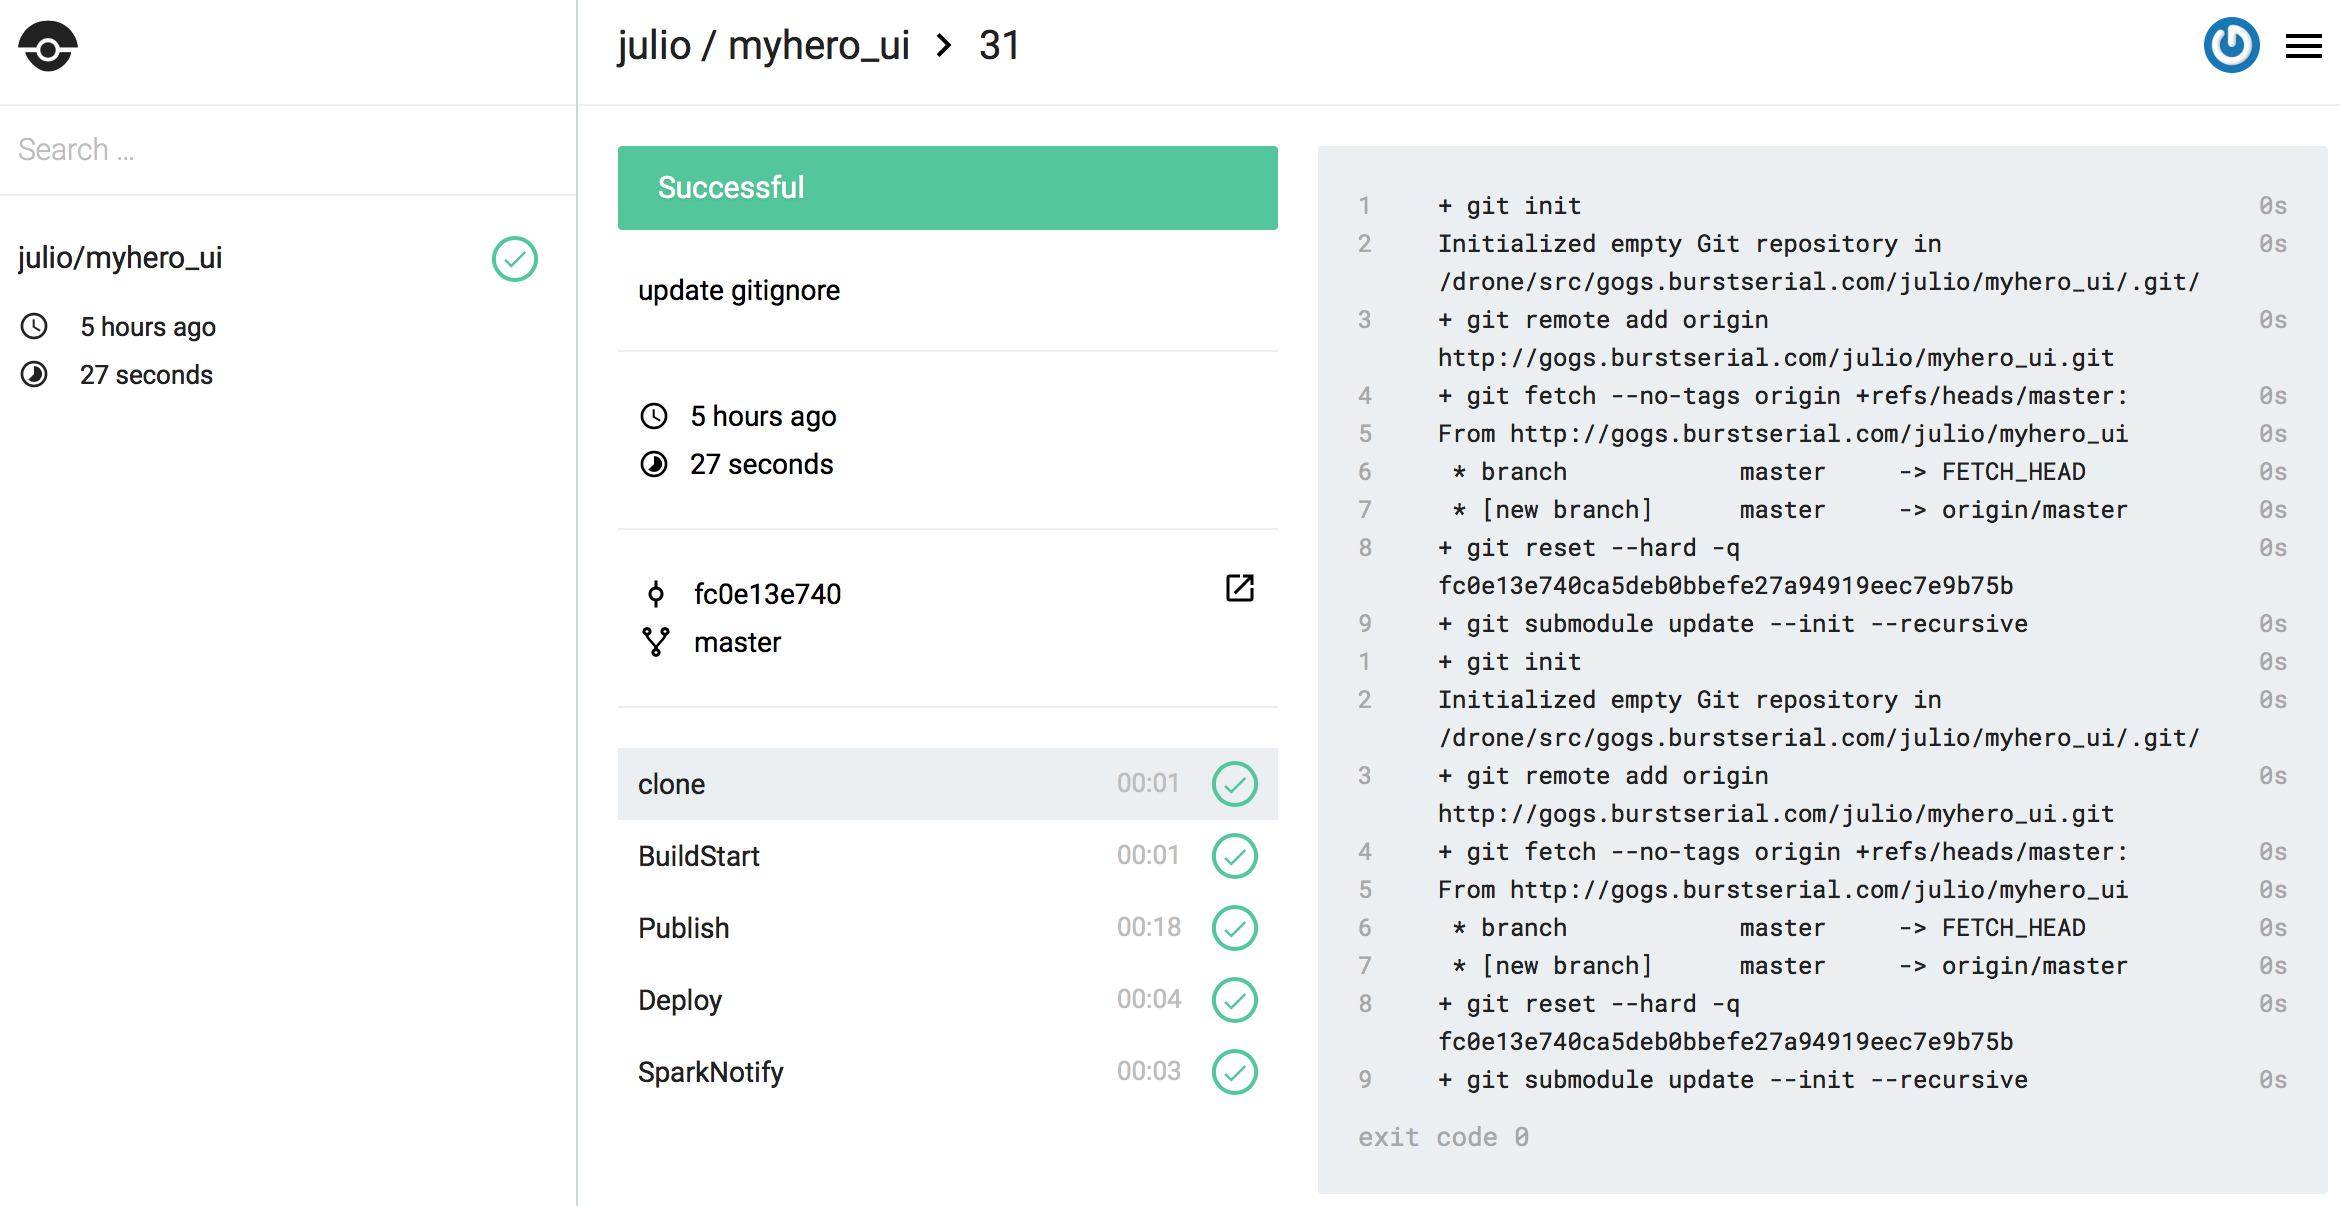 julio / myhero_ui > 31
Search ...
julio/myhero_ui
5 hours ago
27 seconds
Successful
update gitignore
5 hours ago
27 seconds
fc0e13e740
master
clone 00:01
BuildStart 00:01
Publish 00:18
Deploy 00:04
SparkNotify 00:03
1 + git init 0s
2 Initialized empty Git repository in 0s
/drone/src/gogs.burstserial.com/julio/myhero_ui/.git/
3 + git remote add origin 0s
http://gogs.burstserial.com/julio/myhero_ui.git
4 + git fetch --no-tags origin +refs/heads/master: 0s
5 From http://gogs.burstserial.com/julio/myhero_ui 0s
6 * branch master -> FETCH_HEAD 0s
7 * [new branch] master -> origin/master 0s
8 + git reset --hard -q 0s
fc0e13e740ca5deb0bbefe27a94919eec7e9b75b
9 + git submodule update --init --recursive 0s
1 + git init 0s
2 Initialized empty Git repository in 0s
/drone/src/gogs.burstserial.com/julio/myhero_ui/.git/
3 + git remote add origin 0s
http://gogs.burstserial.com/julio/myhero_ui.git
4 + git fetch --no-tags origin +refs/heads/master: 0s
5 From http://gogs.burstserial.com/julio/myhero_ui 0s
6 * branch master -> FETCH_HEAD 0s
7 * [new branch] master -> origin/master 0s
8 + git reset --hard -q 0s
fc0e13e740ca5deb0bbefe27a94919eec7e9b75b
9 + git submodule update --init --recursive 0s
exit code 0